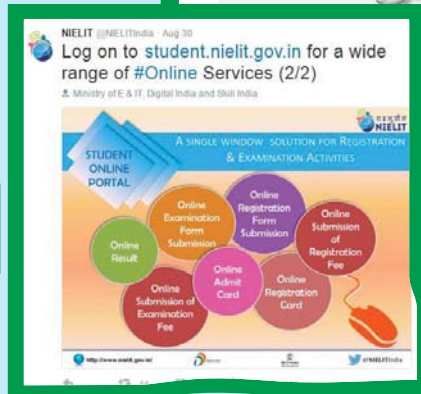 NIELIT @NIELITIndia · Aug 30
Log on to student.nielit.gov.in for a wide
range of #Online Services (2/2)
Ministry of E & IT, Digital India and Skill India
NIELIT
A SINGLE WINDOW SOLUTION FOR REGISTRATION
& EXAMINATION ACTIVITIES
STUDENT
ONLINE
PORTAL
Online
Result
Online
Examination
Form
Submission
Online
Registration
Form
Submission
Online
Submission
of
Registration
Fee
Online
Submission of
Examination
Fee
Online
Admit
Card
Online
Registration
Card
http://www.nielit.gov.in/
@NIELITIndia